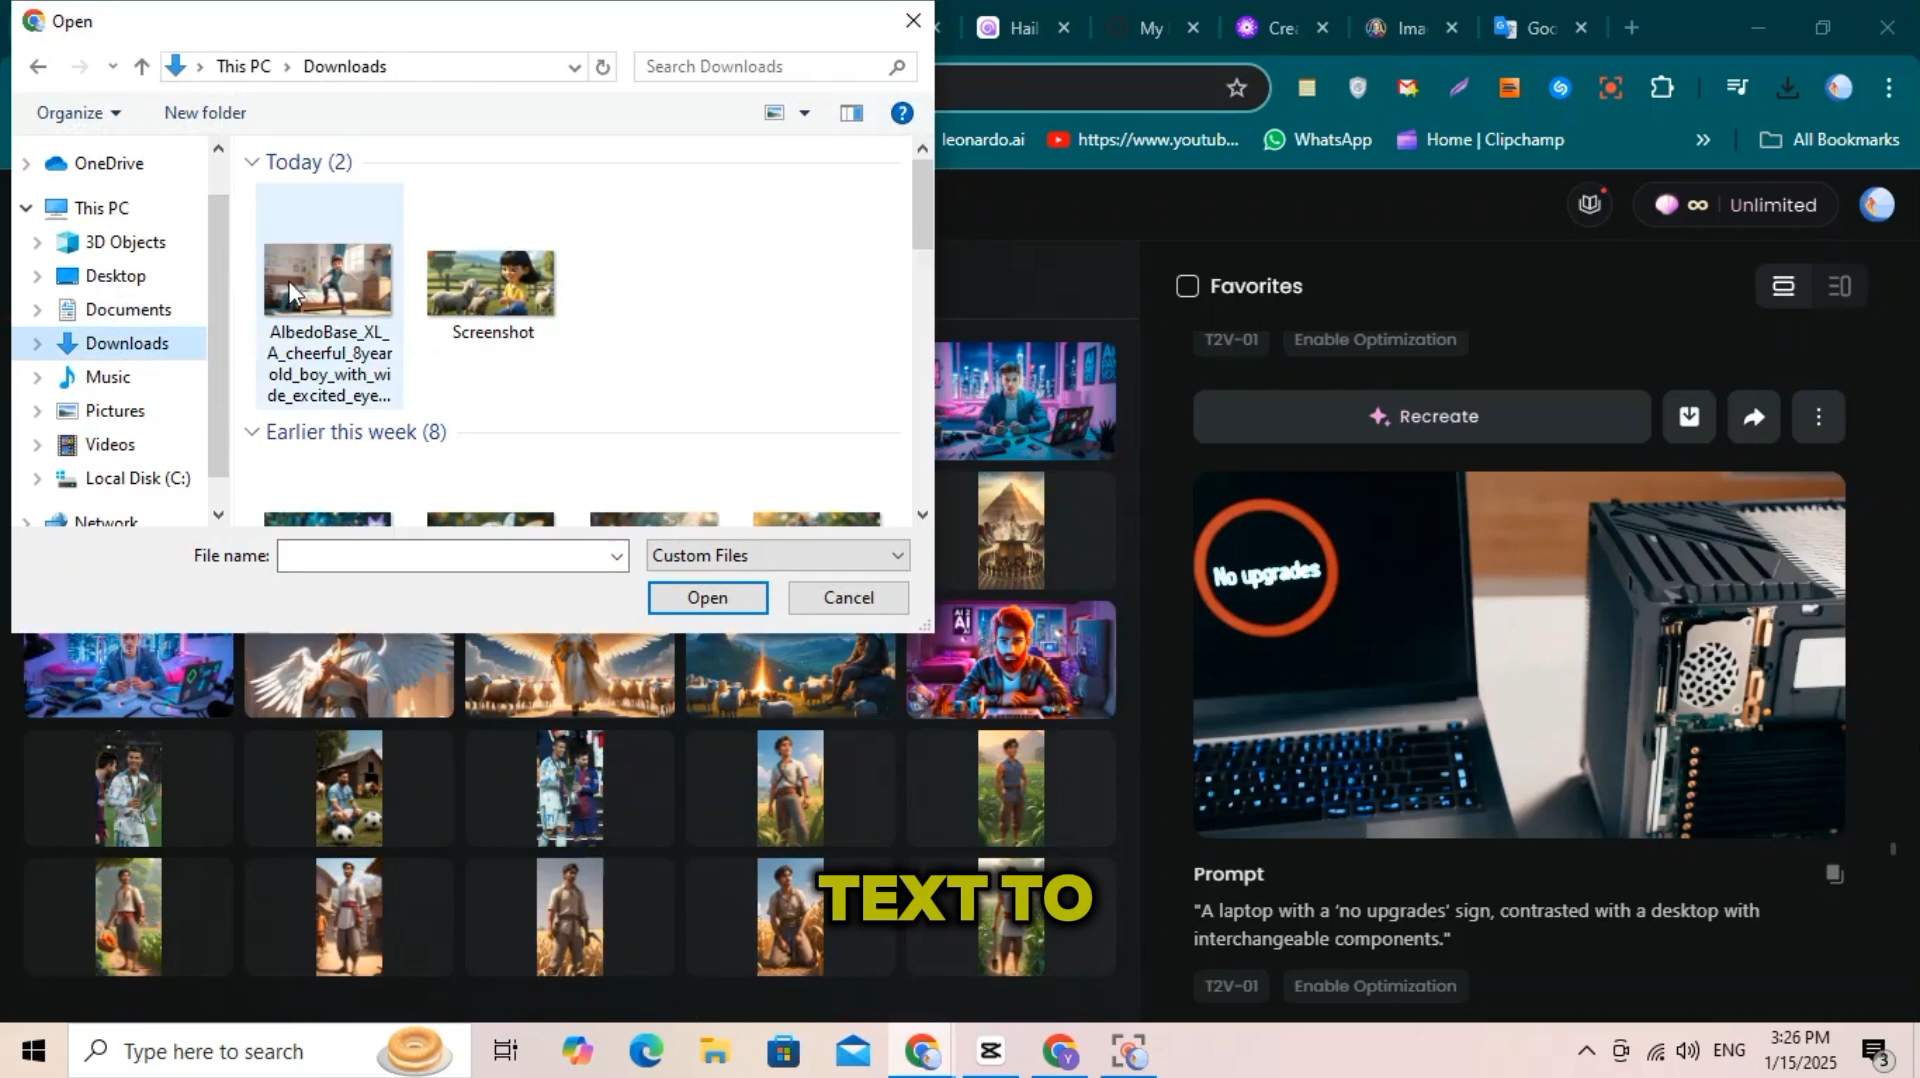 Open
Hail
My
Cre
Ima
Goo
This PC
Downloads
Search Downloads
Organize
New folder
leonardo.ai
https://www.youtub...
WhatsApp
Home | Clipchamp
All Bookmarks
Today (2)
OneDrive
This PC
3D Objects
Desktop
Documents
Downloads
Music
Pictures
Videos
Local Disk (C:)
Network
AlbedoBase_XL_
A_cheerful_8year
old_boy_with_wi
de_excited_eye...
Screenshot
Earlier this week (8)
File name:
Custom Files
Open
Cancel
Unlimited
Favorites
T2V-01
Enable Optimization
Recreate
No upgrades
Prompt
"A laptop with a ‘no upgrades’ sign, contrasted with a desktop with
interchangeable components."
T2V-01
Enable Optimization
TEXT TO
Type here to search
ENG
3:26 PM
1/15/2025
3